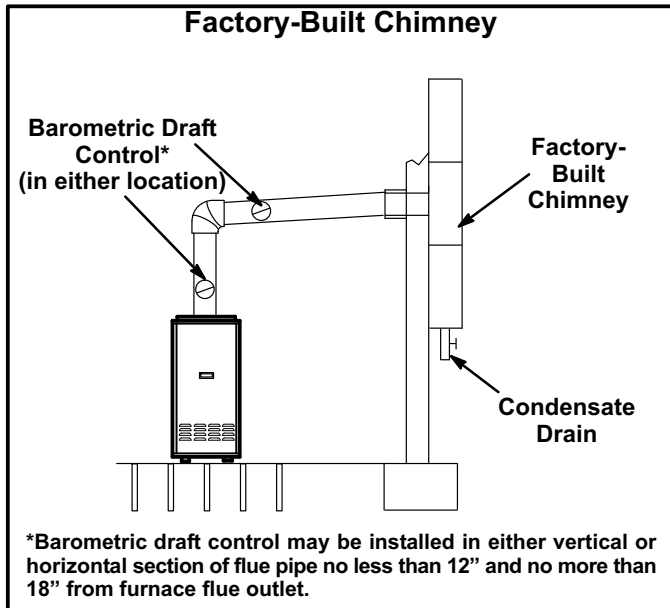 Factory-Built Chimney
Barometric Draft
Control*
(in either location)
Factory-
Built
Chimney
Condensate
Drain
*Barometric draft control may be installed in either vertical or
horizontal section of flue pipe no less than 12” and no more than
18” from furnace flue outlet.